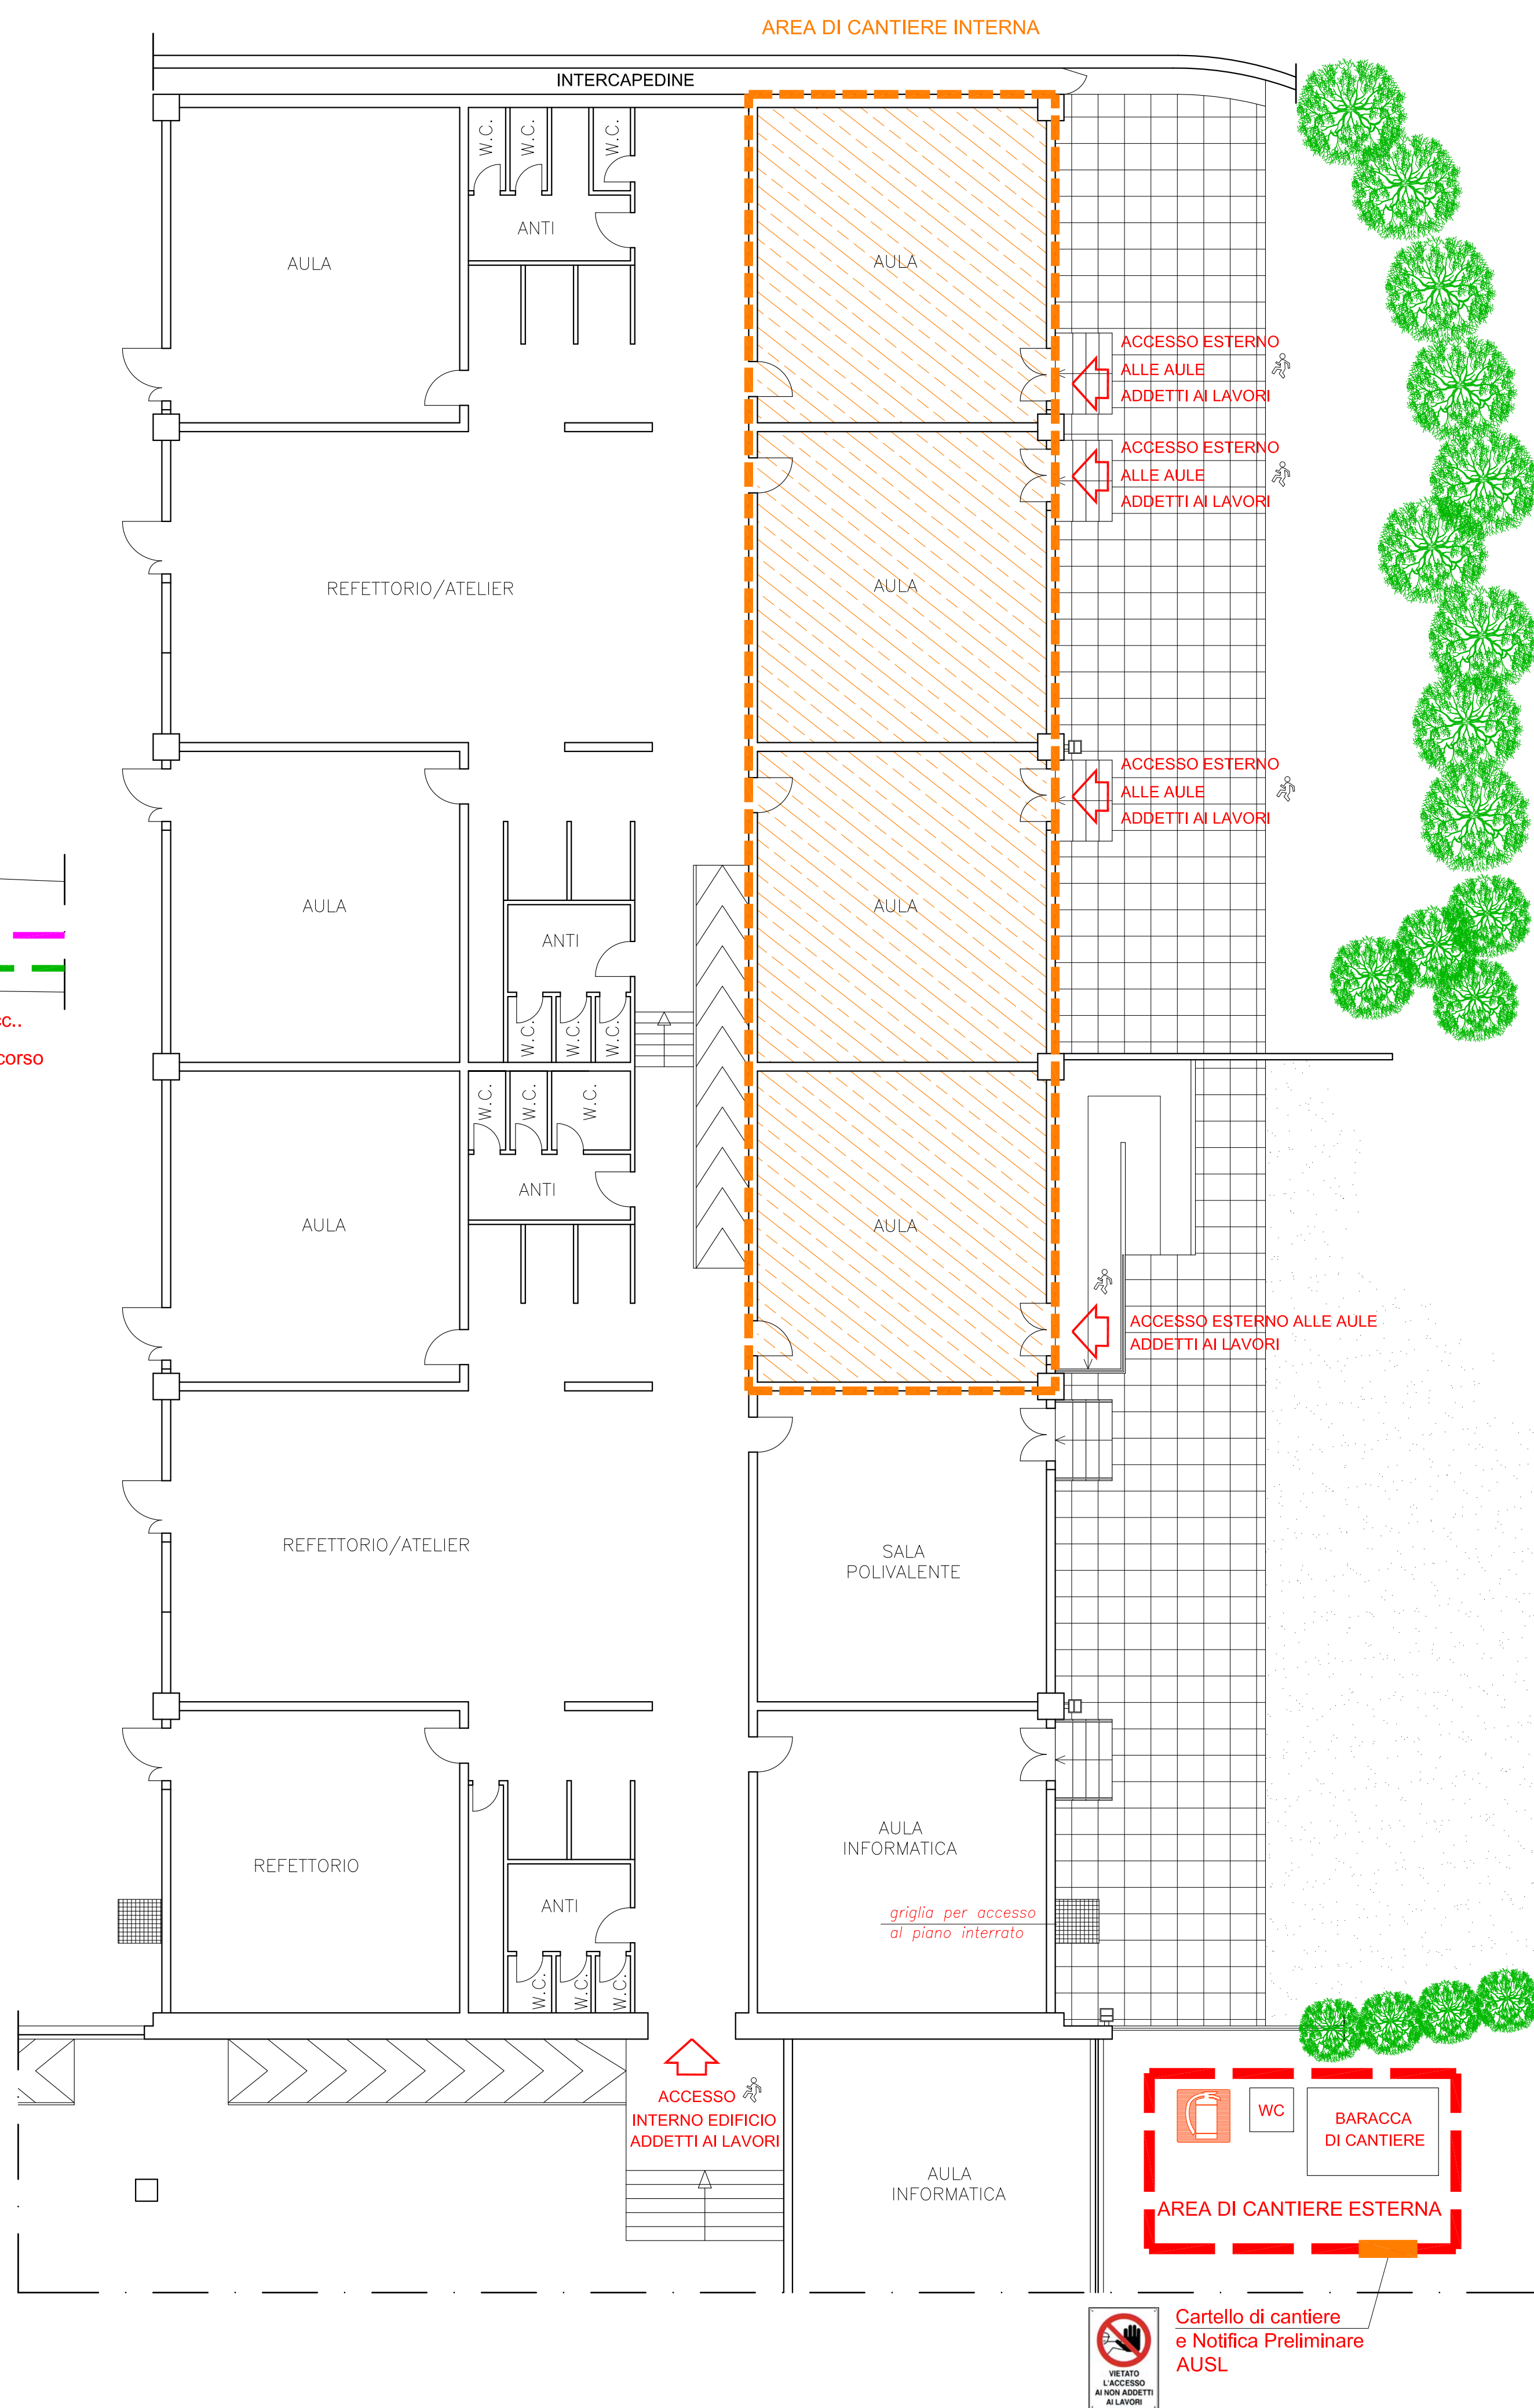 AREA DI CANTIERE INTERNA
INTERCAPEDINE
W.C.
W.C.
W.C.
ANTI
AULA
AULA
ACCESSO ESTERNO
ALLE AULE
ADDETTI AI LAVORI
ACCESSO ESTERNO
ALLE AULE
ADDETTI AI LAVORI
REFETTORIO/ATELIER
AULA
ACCESSO ESTERNO
ALLE AULE
ADDETTI AI LAVORI
AULA
ANTI
AULA
cc..
corso
W.C.
W.C.
W.C.
W.C.
W.C.
W.C.
ANTI
AULA
AULA
ACCESSO ESTERNO ALLE AULE
ADDETTI AI LAVORI
REFETTORIO/ATELIER
SALA
POLIVALENTE
AULA
INFORMATICA
REFETTORIO
ANTI
griglia per accesso
al piano interrato
W.C.
W.C.
W.C.
ACCESSO
INTERNO EDIFICIO
ADDETTI AI LAVORI
WC
BARACCA
DI CANTIERE
AULA
INFORMATICA
AREA DI CANTIERE ESTERNA
Cartello di cantiere
e Notifica Preliminare
AUSL
VIETATO
L'ACCESSO
AI NON ADDETTI
AI LAVORI